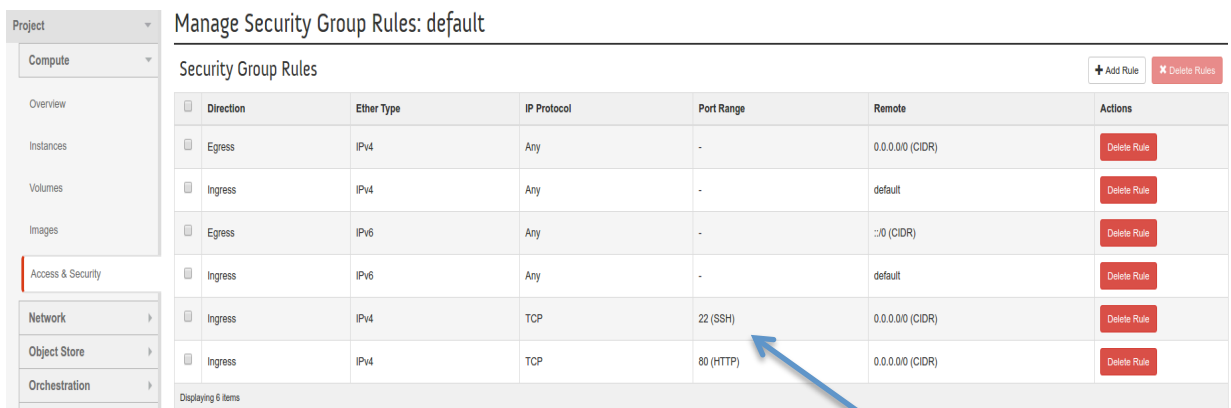 Project
Manage Security Group Rules: default
Compute
Security Group Rules
+ Add Rule
✖ Delete Rules
Overview
Direction Ether Type IP Protocol Port Range Remote Actions
Egress IPv4 Any - 0.0.0.0/0 (CIDR) Delete Rule
Instances
Ingress IPv4 Any - default Delete Rule
Volumes
Egress IPv6 Any - ::/0 (CIDR) Delete Rule
Images
Ingress IPv6 Any - default Delete Rule
Access & Security
Ingress IPv4 TCP 22 (SSH) 0.0.0.0/0 (CIDR) Delete Rule
Network
Ingress IPv4 TCP 80 (HTTP) 0.0.0.0/0 (CIDR) Delete Rule
Object Store
Orchestration
Displaying 6 items